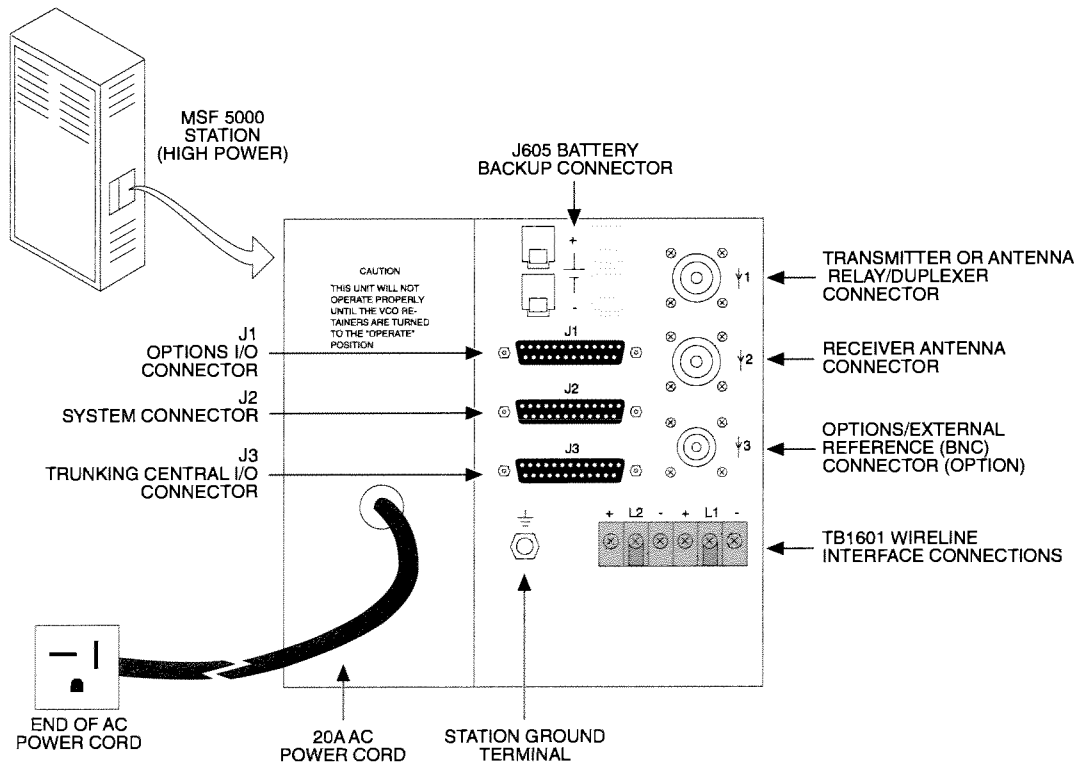 MSF 5000
STATION
(HIGH POWER)
J605 BATTERY
BACKUP CONNECTOR
+
-
CAUTION
THIS UNIT WILL NOT
OPERATE PROPERLY
UNTIL THE VCO RE-
TAINERS ARE TURNED
TO THE "OPERATE"
POSITION
J1
OPTIONS I/O
CONNECTOR
J2
SYSTEM CONNECTOR
J3
TRUNKING CENTRAL I/O
CONNECTOR
J1
J2
J3
1
2
3
TRANSMITTER OR ANTENNA
RELAY/DUPLEXER
CONNECTOR
RECEIVER ANTENNA
CONNECTOR
OPTIONS/EXTERNAL
REFERENCE (BNC)
CONNECTOR (OPTION)
+ L2 - + L1 -
TB1601 WIRELINE
INTERFACE CONNECTIONS
END OF AC
POWER CORD
20A AC
POWER CORD
STATION GROUND
TERMINAL